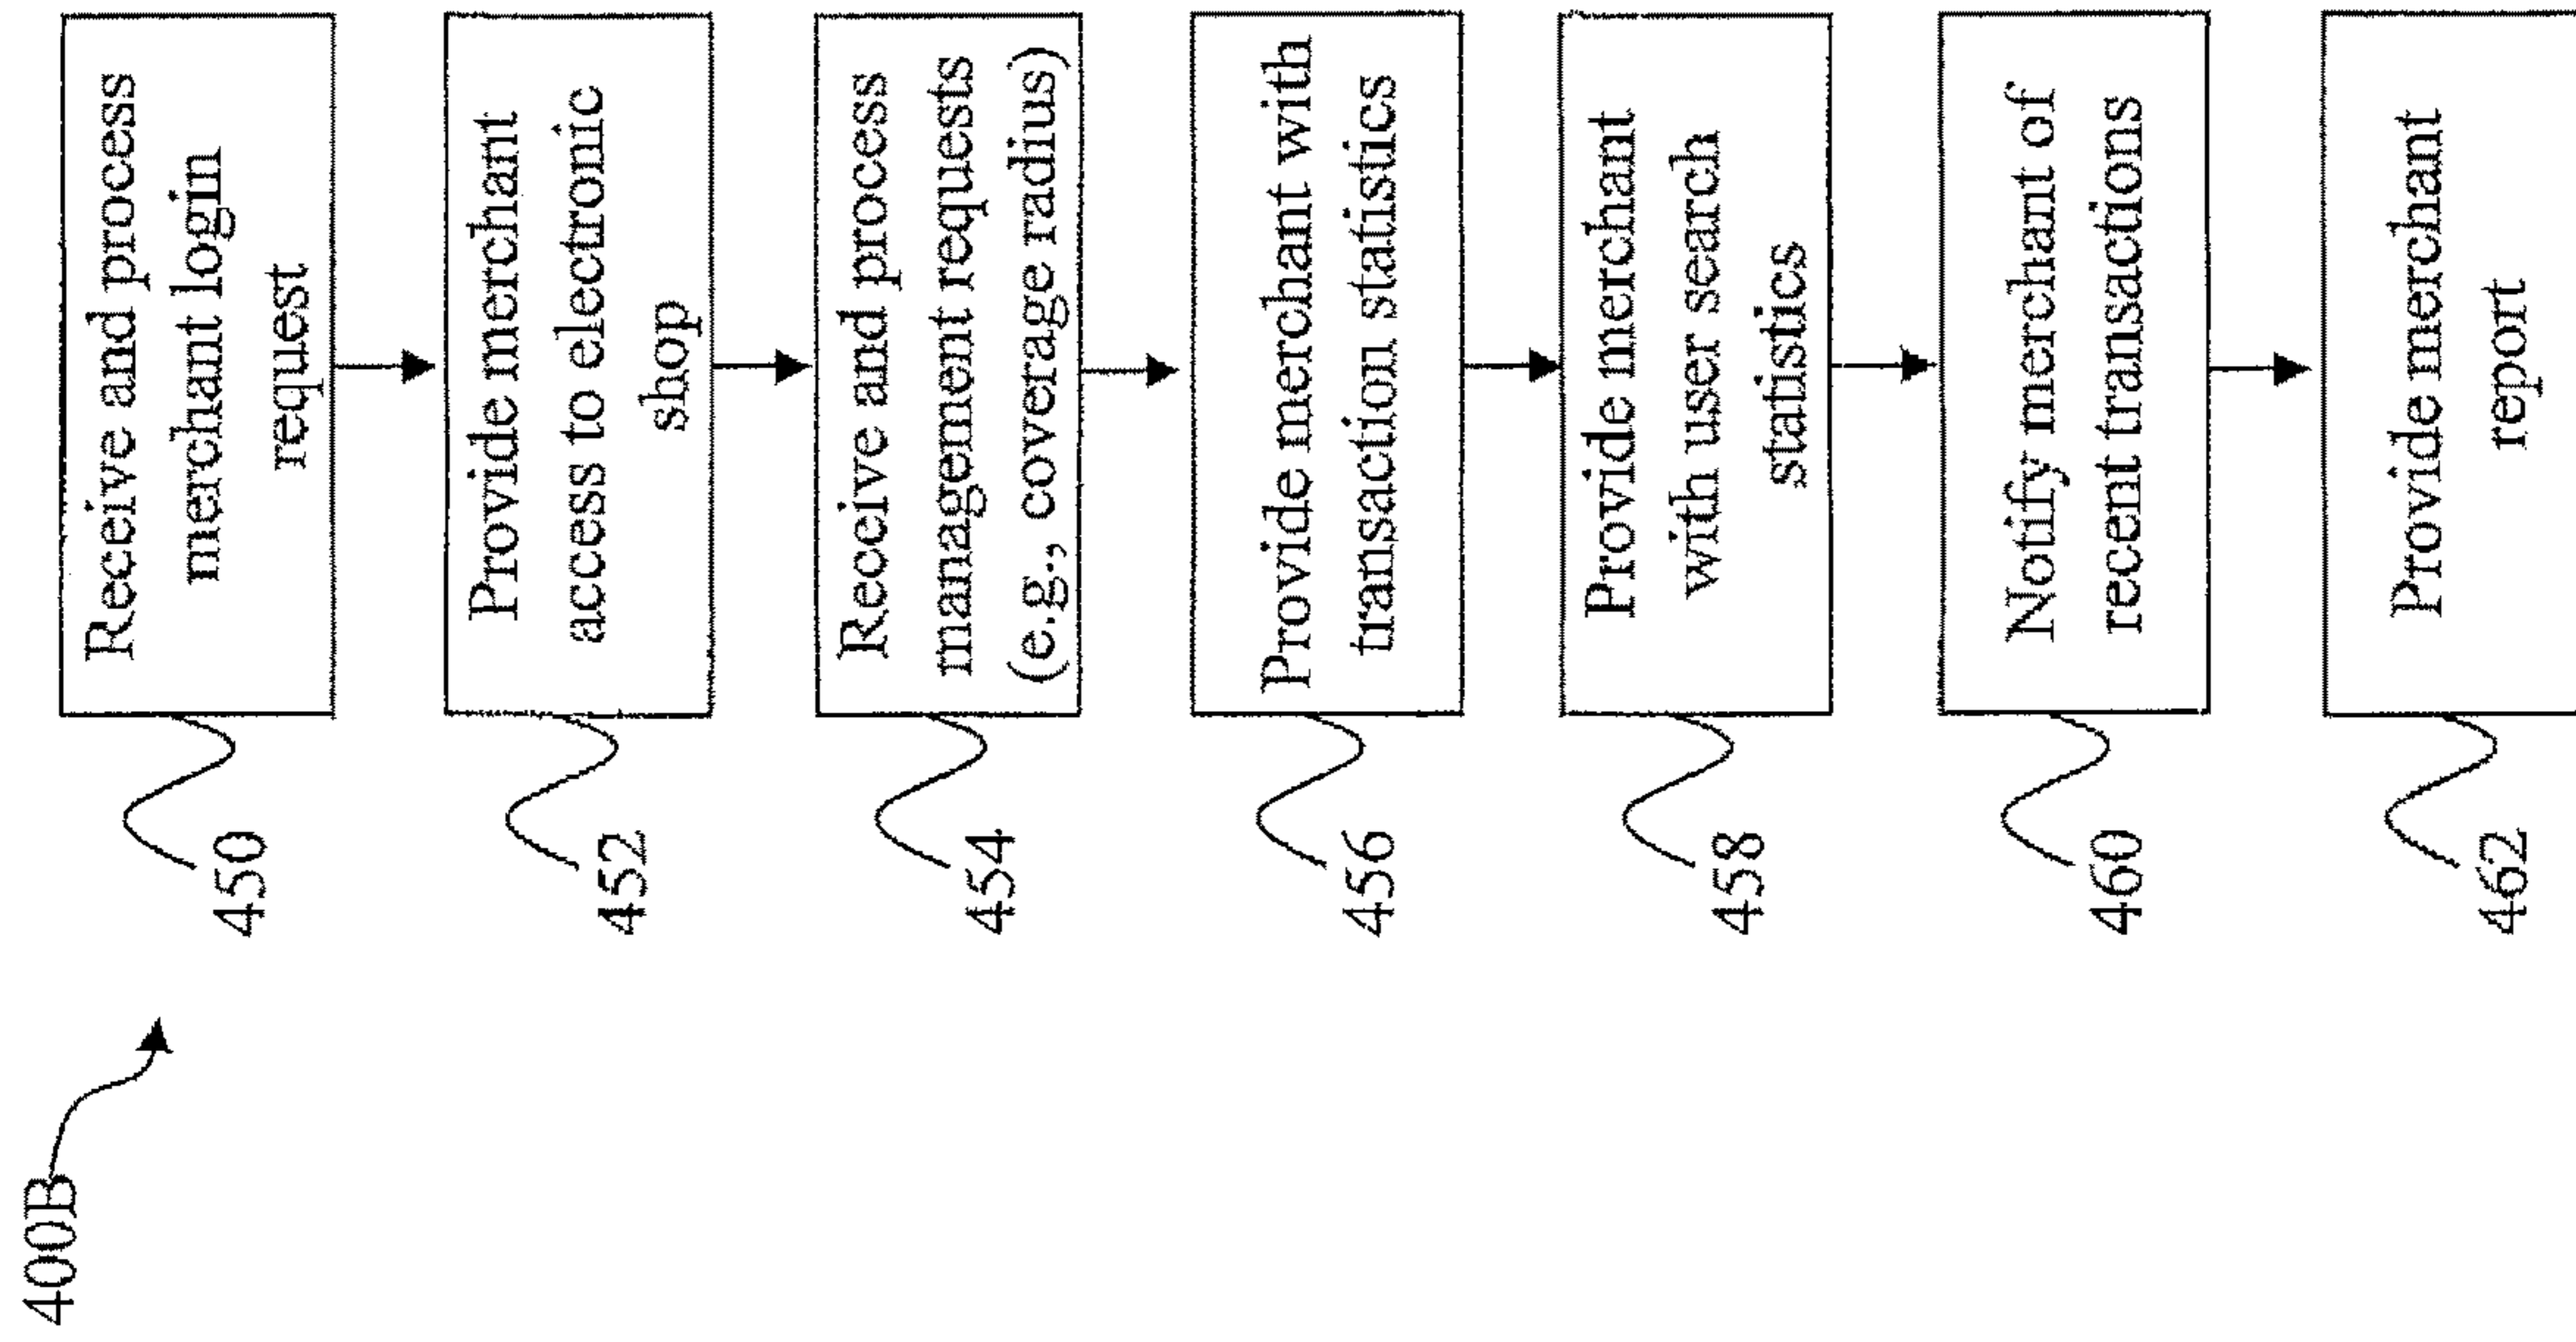 400B
450
Receive and process
merchant login
request
452
Provide merchant
access to electronic
shop
454
Receive and process
management requests
(e.g., coverage radius)
456
Provide merchant with
transaction statistics
458
Provide merchant
with user search
statistics
460
Notify merchant of
recent transactions
462
Provide merchant
report